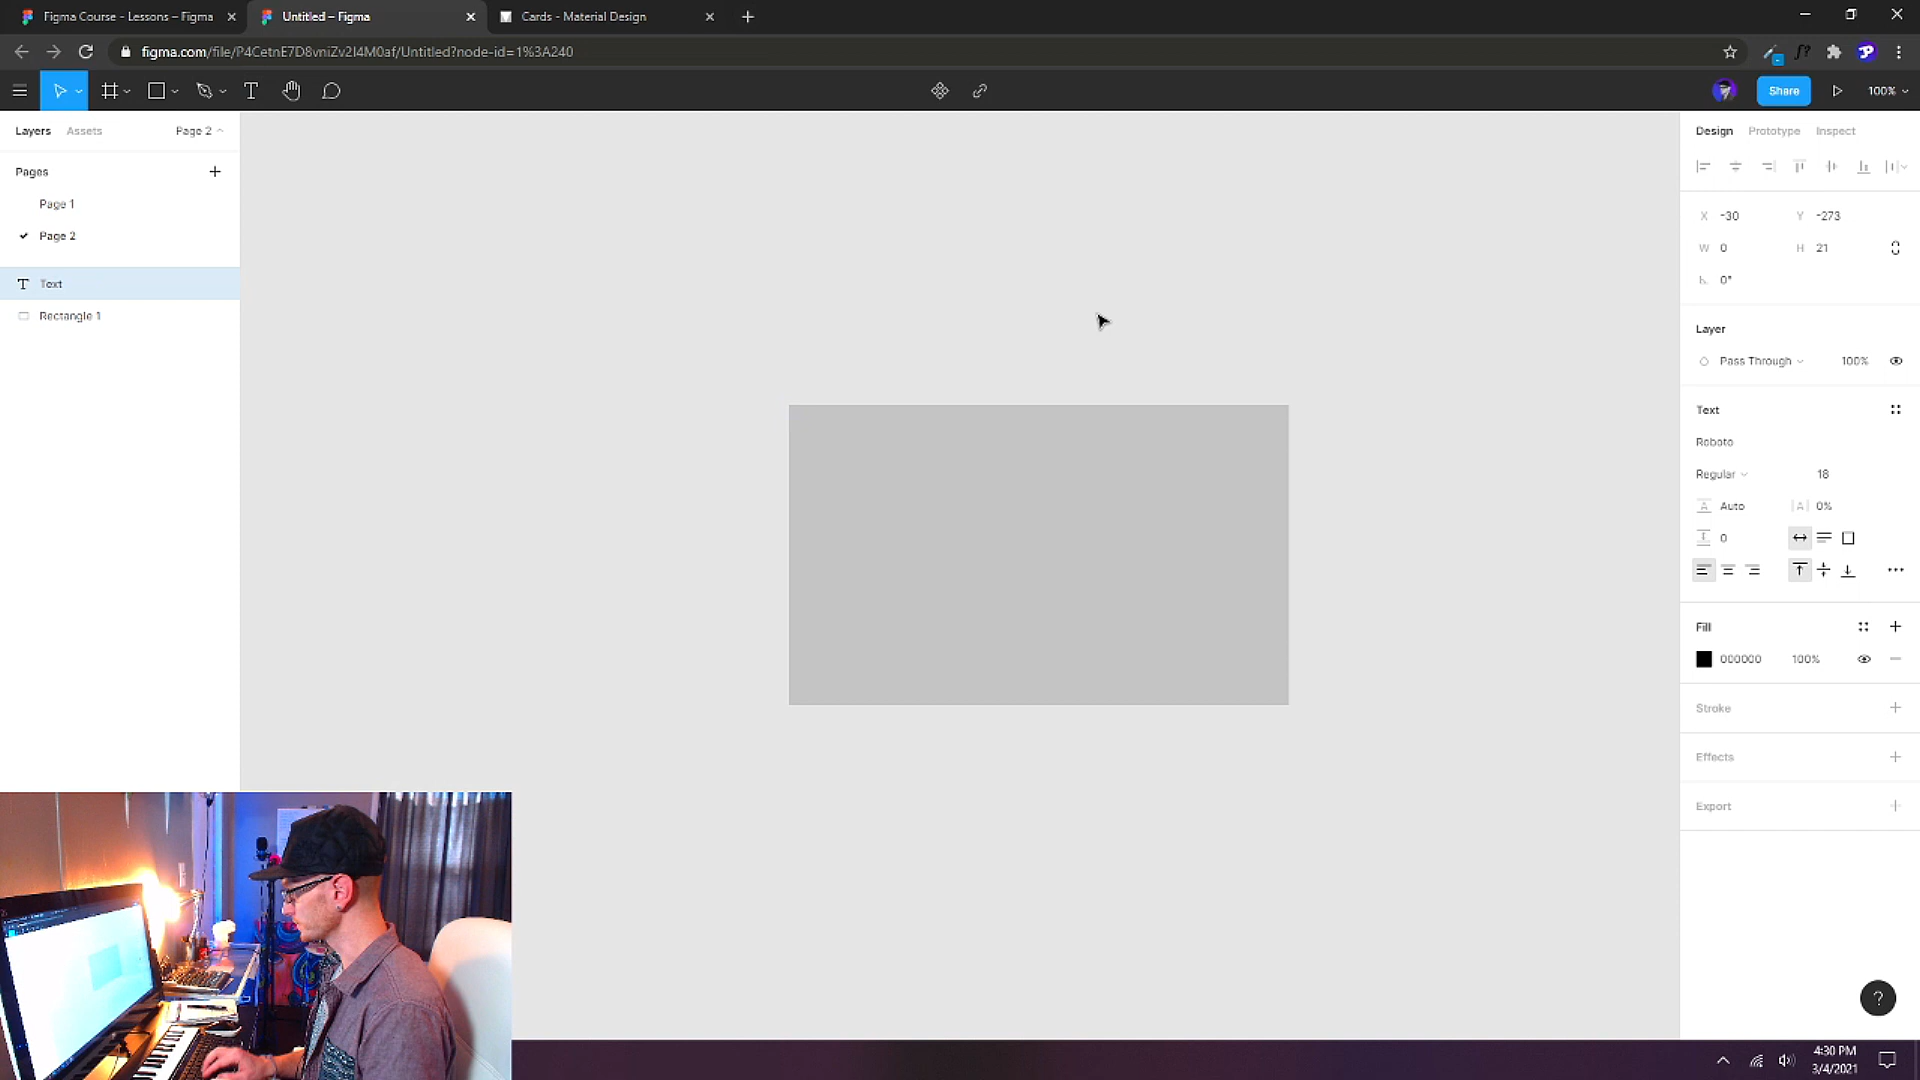 Figma Course - Lessons – Figma
Untitled – Figma
Cards - Material Design
figma.com/file/P4CetnE7D8vniZv2I4M0af/Untitled?node-id=1%3A240
Share
100%
Layers
Assets
Page 2
Design
Prototype
Inspect
Pages
Page 1
Page 2
Text
Rectangle 1
X -30
Y -273
W 0
H 21
0°
Layer
Pass Through
100%
Text
Roboto
Regular
18
Auto
|A| 0%
0
Fill
000000
100%
Stroke
Effects
Export
?
4:30 PM
3/4/2021